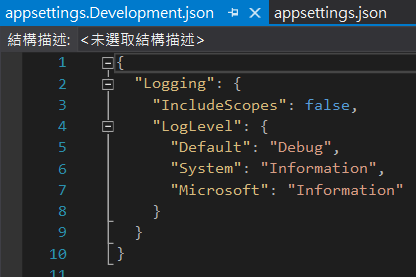 appsettings.Development.json appsettings.json
結構描述: <未選取結構描述>
1 {
2 "Logging": {
3 "IncludeScopes": false,
4 "LogLevel": {
5 "Default": "Debug",
6 "System": "Information",
7 "Microsoft": "Information"
8 }
9 }
10 }
11